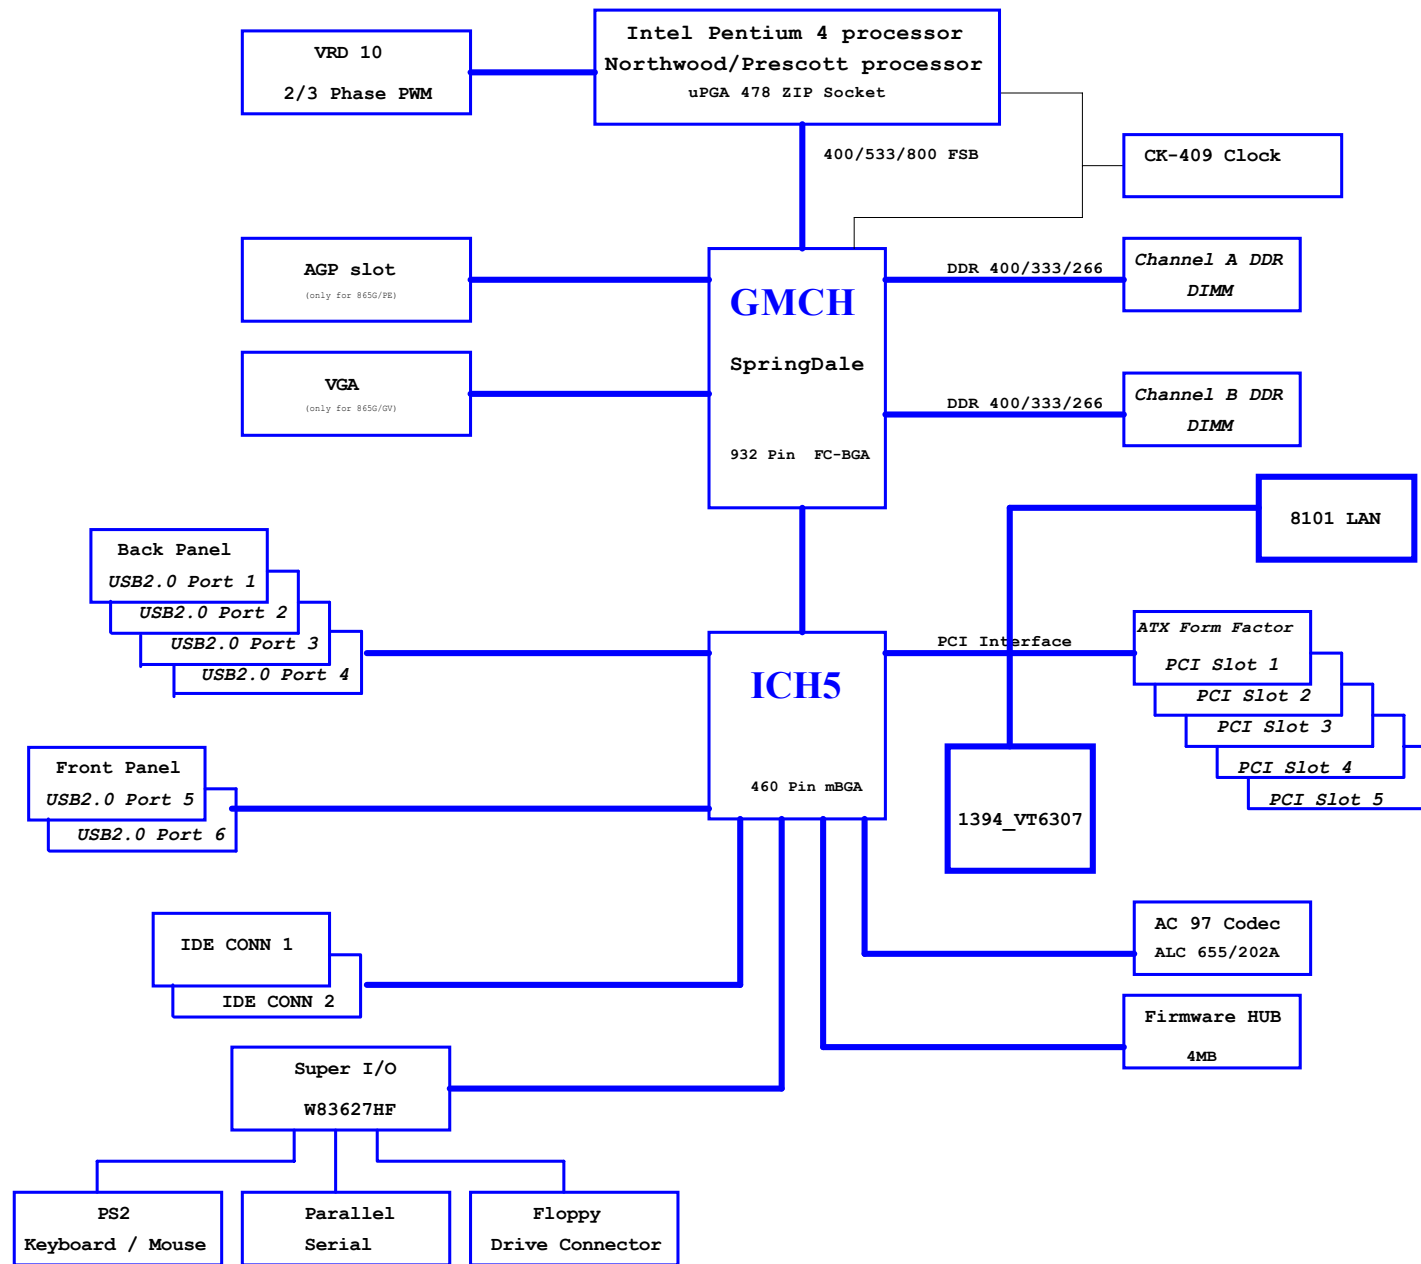 Intel Pentium 4 processor
Northwood/Prescott processor
uPGA 478 ZIP Socket
VRD 10
2/3 Phase PWM
400/533/800 FSB
CK-409 Clock
AGP slot
(only for 865G/PE)
VGA
(only for 865G/GV)
GMCH
SpringDale
932 Pin FC-BGA
DDR 400/333/266
Channel A DDR
DIMM
DDR 400/333/266
Channel B DDR
DIMM
8101 LAN
Back Panel
USB2.0 Port 1
USB2.0 Port 2
USB2.0 Port 3
USB2.0 Port 4
ICH5
460 Pin mBGA
PCI Interface
ATX Form Factor
PCI Slot 1
PCI Slot 2
PCI Slot 3
PCI Slot 4
PCI Slot 5
Front Panel
USB2.0 Port 5
USB2.0 Port 6
1394_VT6307
IDE CONN 1
IDE CONN 2
AC 97 Codec
ALC 655/202A
Firmware HUB
4MB
Super I/O
W83627HF
PS2
Keyboard / Mouse
Parallel
Serial
Floppy
Drive Connector